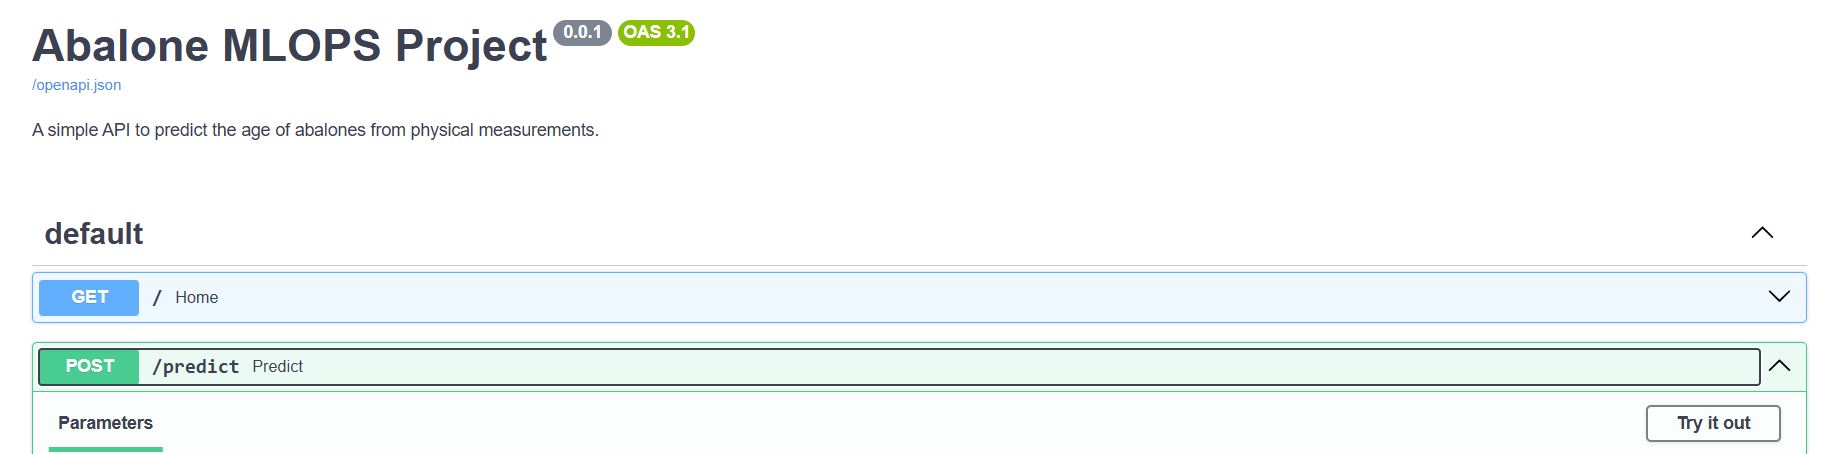 Abalone MLOPS Project 0.0.1 OAS 3.1
/openapi.json
A simple API to predict the age of abalones from physical measurements.
default
GET / Home
POST /predict Predict
Parameters Try it out